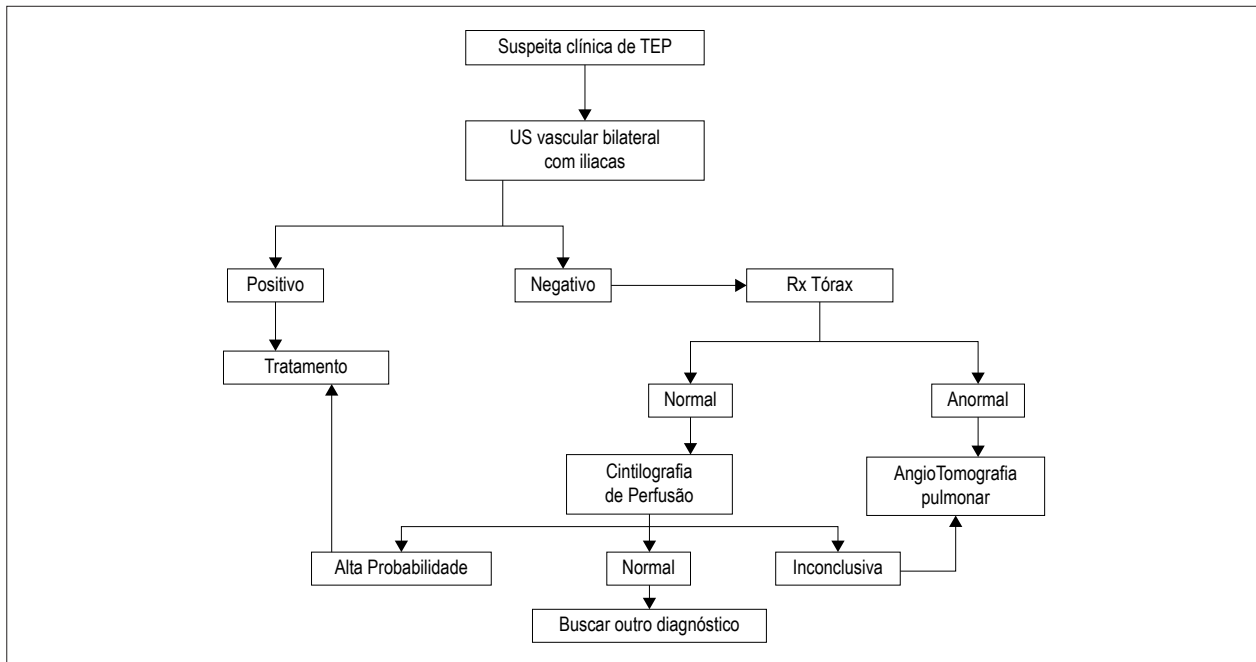 Suspeita clínica de TEP
US vascular bilateral
com iliacas
Positivo
Negativo
Rx Tórax
Tratamento
Normal
Anormal
Cintilografia
de Perfusão
AngioTomografia
pulmonar
Alta Probabilidade
Normal
Inconclusiva
Buscar outro diagnóstico